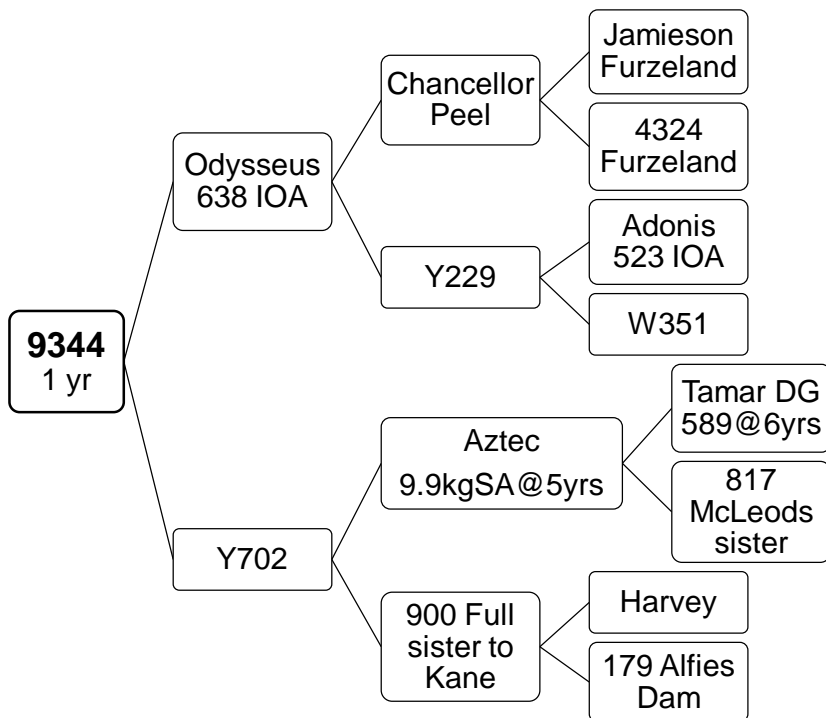 9344
1 yr
Odysseus
638 IOA
Y702
Chancellor
Peel
Y229
Aztec
9.9kgSA@5yrs
900 Full
sister to
Kane
Jamieson
Furzeland
4324
Furzeland
Adonis
523 IOA
W351
Tamar DG
589@6yrs
817
McLeods
sister
Harvey
179 Alfies
Dam